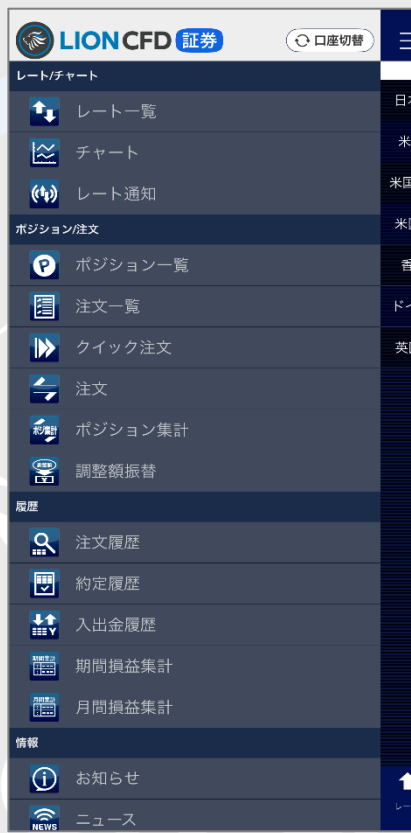 LION CFD 証券
口座切替
レート/チャート
レート一覧
チャート
レート通知
ポジション/注文
ポジション一覧
注文一覧
クイック注文
注文
ポジション集計
調整額振替
履歴
注文履歴
約定履歴
入出金履歴
期間損益集計
月間損益集計
情報
お知らせ
NEWS
ニュース
日
米
米国
米国
香
ドイ
英国
レー